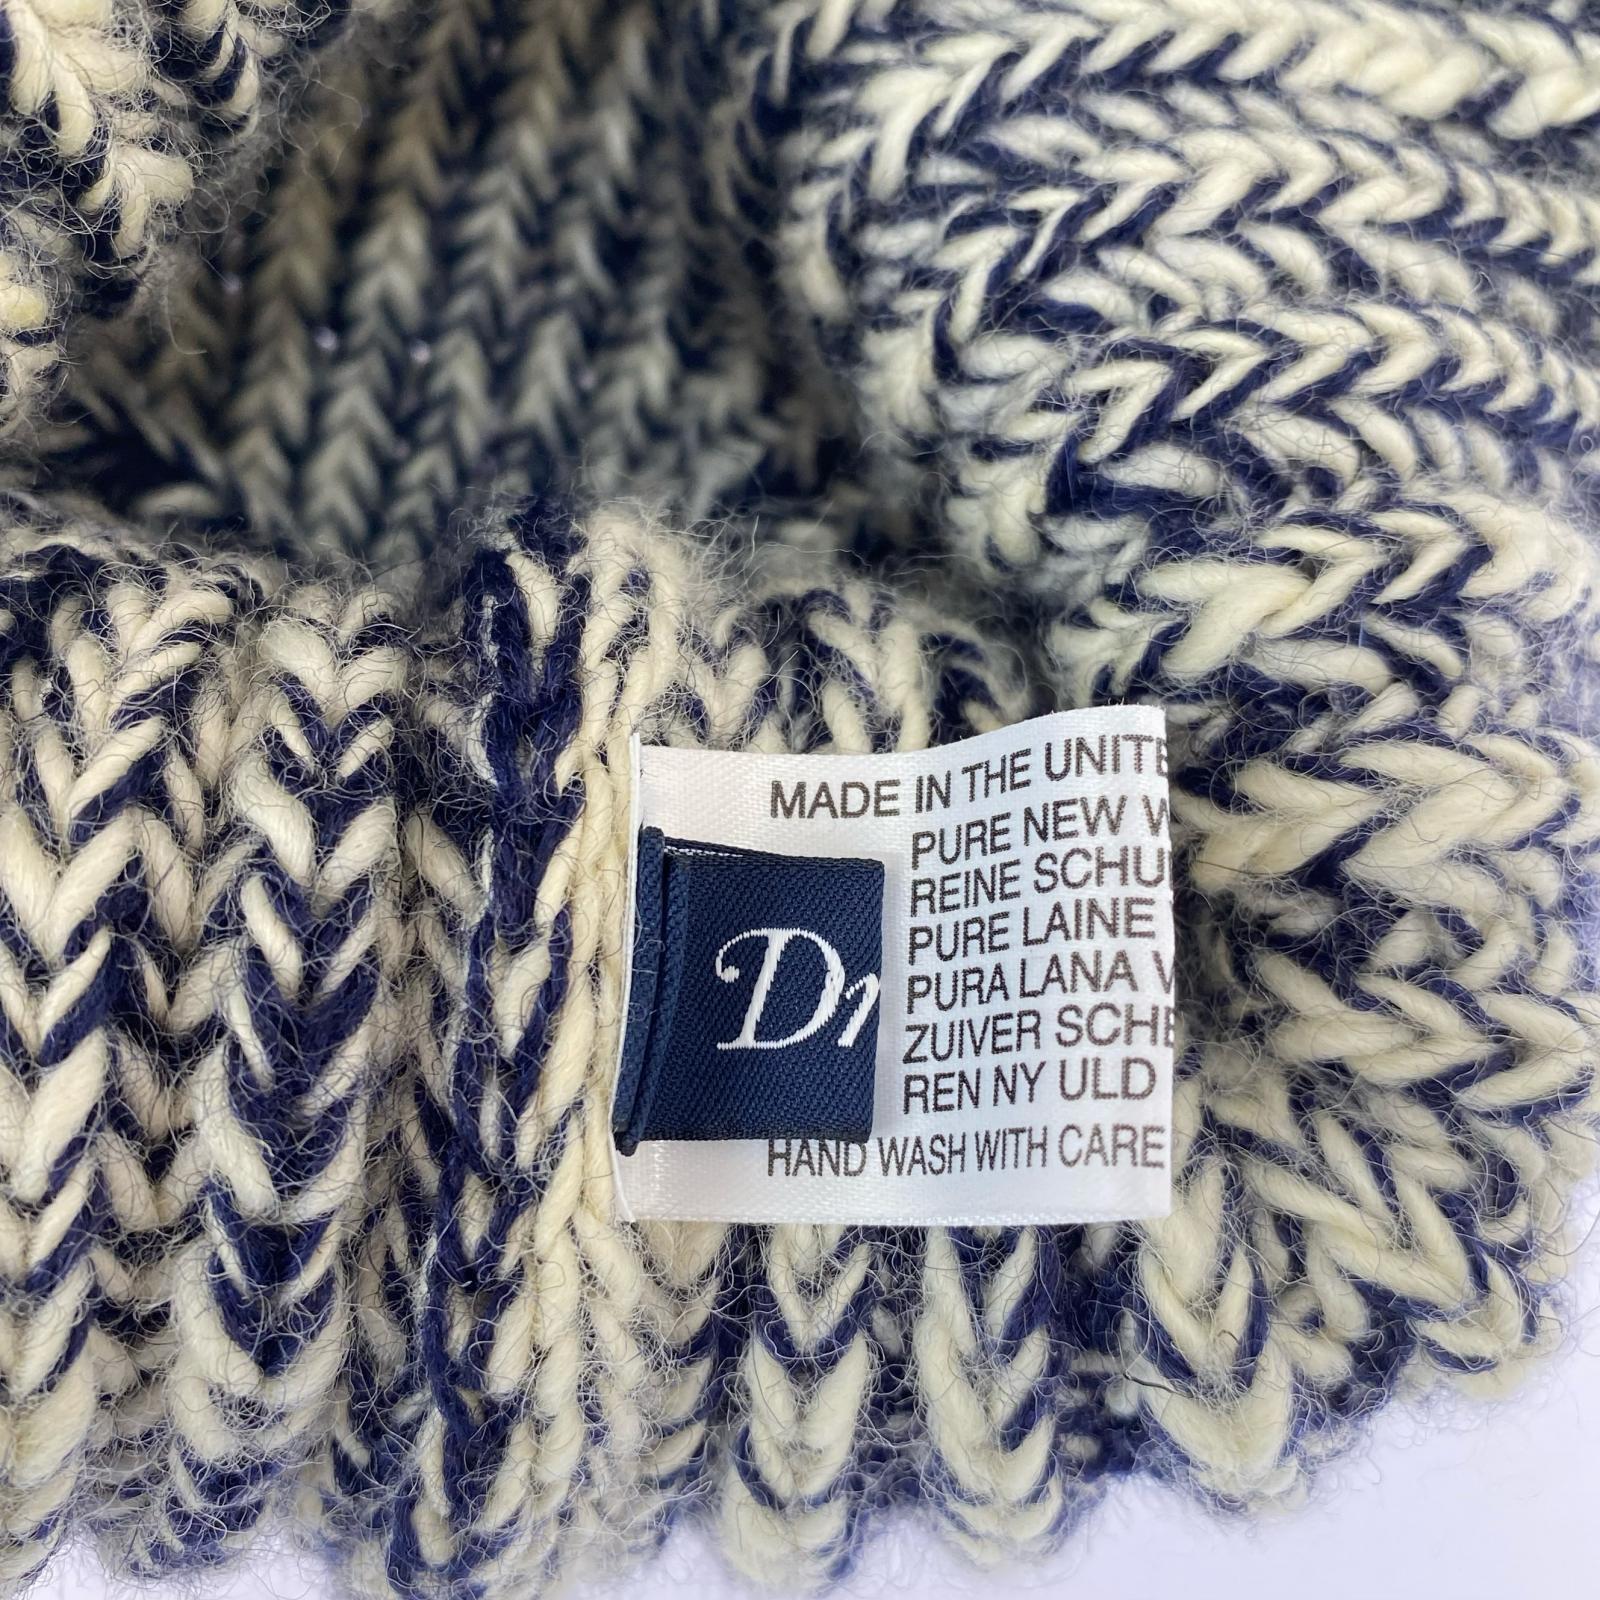 MADE IN THE UNITE
PURE NEW W
REINE SCHU
PURE LAINE
PURA LANA V
ZUIVER SCHE
REN NY ULD
HAND WASH WITH CARE
Dr